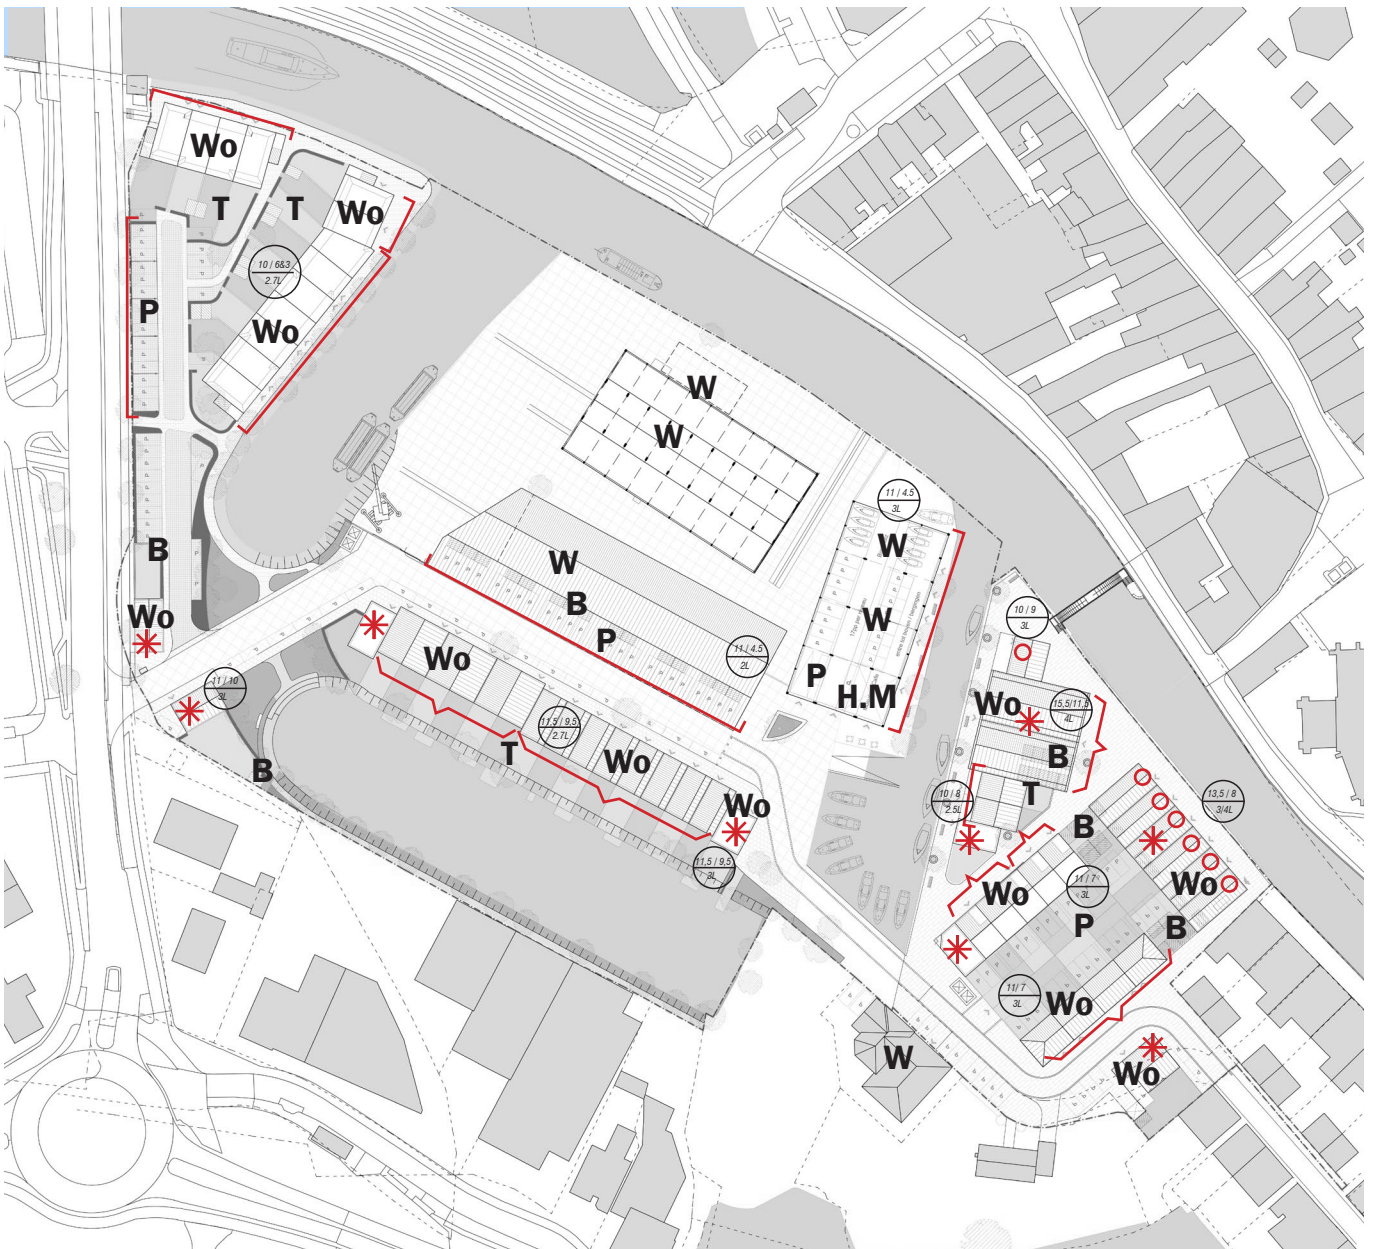 Wo
T
T
Wo
10 / 6&3
2.7L
P
Wo
W
W
11 / 4.5
3L
W
B
W
B
Wo
W
P
11 / 4.5
2L
10 / 9
3L
Wo
P
H.M
Wo
15,5/11,5
4L
11 / 10
3L
11,5 / 9,5
2.7L
T
Wo
B
B
T
10 / 8
2.5L
13,5 / 8
3/4L
Wo
B
11,5 / 9,5
3L
Wo
11 / 7
3L
Wo
P
B
11/ 7
3L
Wo
W
Wo